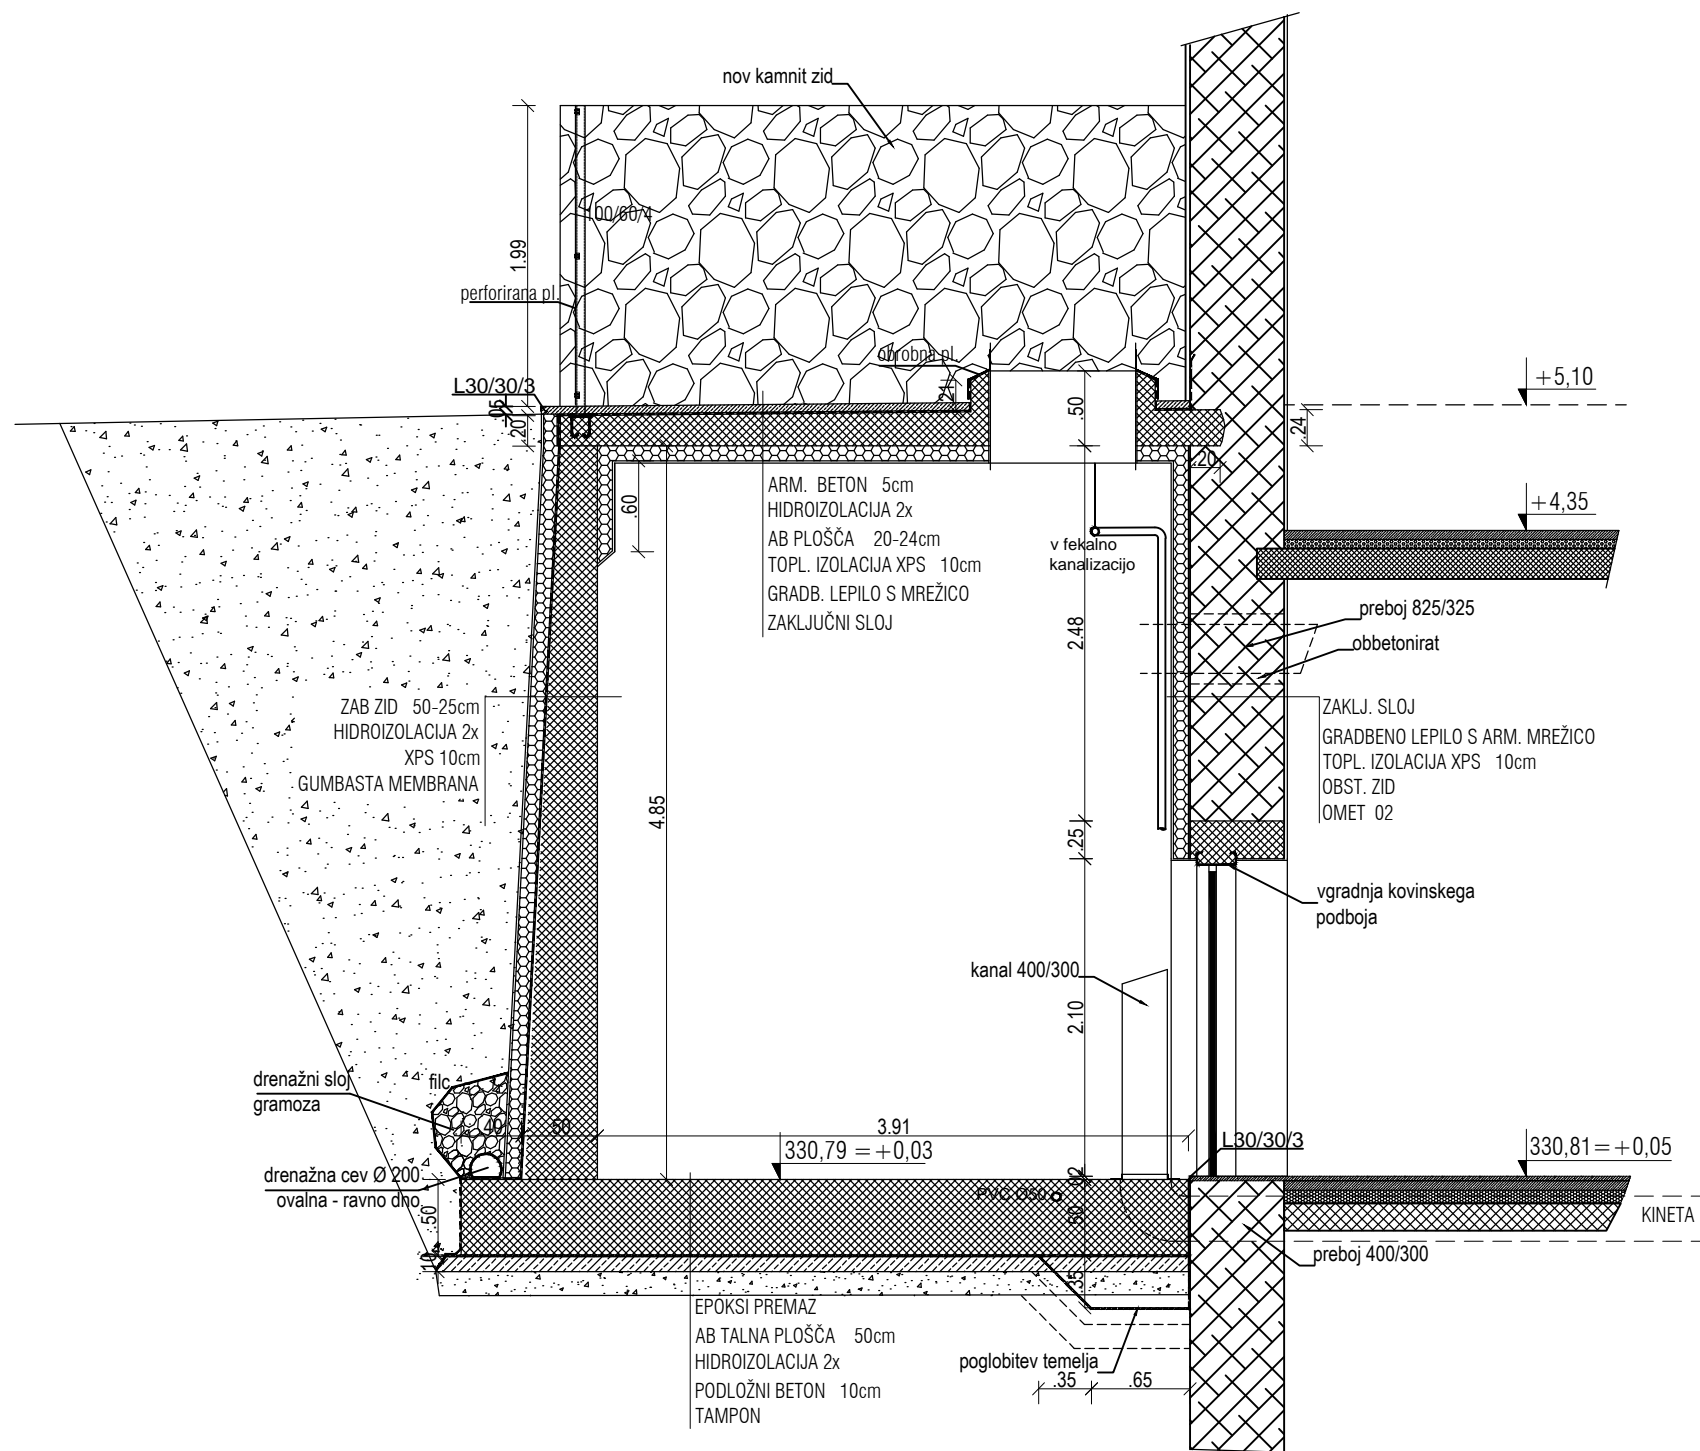 nov kamnit zid
1.99
100/60/4
perforirana pl.
obrobna pl.
L30/30/3
.05
.20
.21
.50
+5,10
.24
.20
.60
ARM. BETON 5cm
HIDROIZOLACIJA 2x
AB PLOŠČA 20-24cm
TOPL. IZOLACIJA XPS 10cm
GRADB. LEPILO S MREŽICO
ZAKLJUČNI SLOJ
v fekalno
kanalizacijo
+4,35
preboj 825/325
obbetonirat
2.48
ZAB ZID 50-25cm
HIDROIZOLACIJA 2x
XPS 10cm
GUMBASTA MEMBRANA
ZAKLJ. SLOJ
GRADBENO LEPILO S ARM. MREŽICO
TOPL. IZOLACIJA XPS 10cm
OBST. ZID
OMET 02
4.85
.25
vgradnja kovinskega
podboja
kanal 400/300
2.10
drenažni sloj
gramoza
filc
.40
.50
3.91
L30/30/3
330,79 =+0,03
330,81=+0,05
.02
drenažna cev Ø 200
ovalna - ravno dno
PVC Ø50
.50
.50
KINETA
preboj 400/300
.10
.35
EPOKSI PREMAZ
AB TALNA PLOŠČA 50cm
HIDROIZOLACIJA 2x
PODLOŽNI BETON 10cm
TAMPON
poglobitev temelja
.35
.65